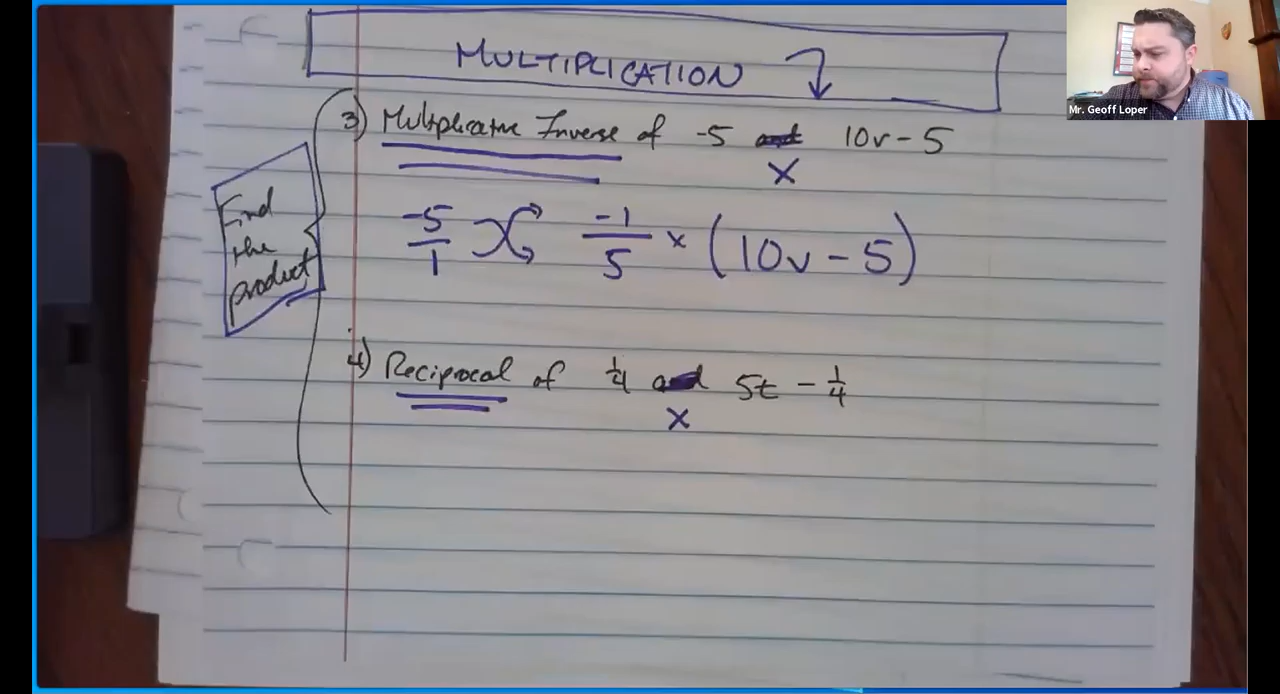 MULTIPLICATION
Mr. Geoff Loper
3) Multiplicative Inverse of -5 and 10v - 5
x
Find
the
product
-5/1 -1/5 x (10v - 5)
4) Reciprocal of 1/4 and 5t - 1/4
x